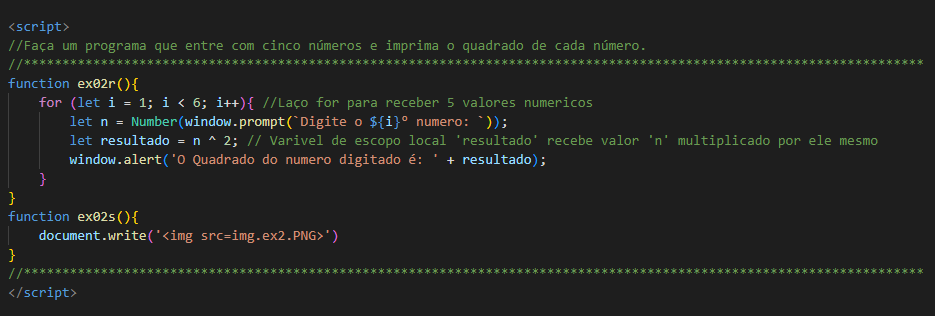 <script>
//Faça um programa que entre com cinco números e imprima o quadrado de cada número.
//*********************************************************************************************************************
function ex02r(){
for (let i = 1; i < 6; i++){ //Laço for para receber 5 valores numericos
let n = Number(window.prompt(`Digite o ${i}º numero: `));
let resultado = n ^ 2; // Varivel de escopo local 'resultado' recebe valor 'n' multiplicado por ele mesmo
window.alert('O Quadrado do numero digitado é: ' + resultado);
}
}
function ex02s(){
document.write('<img src=img.ex2.PNG>')
}
//*********************************************************************************************************************
</script>